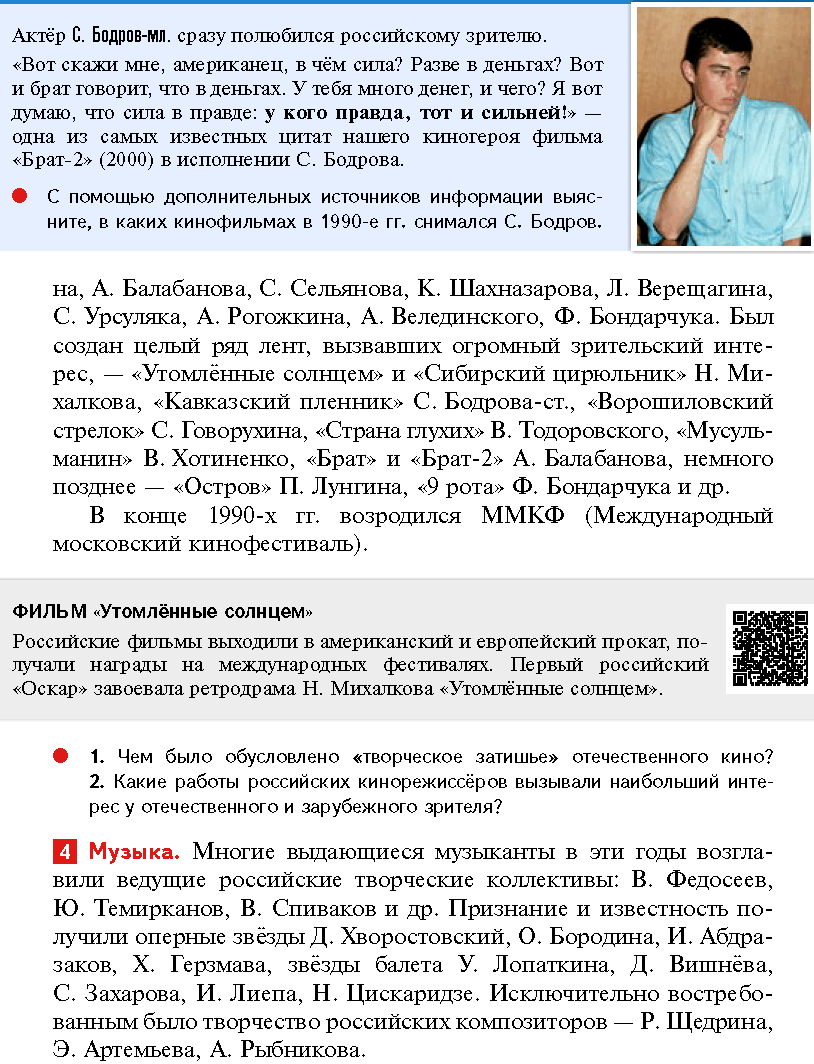 Актёр С. Бодров-мл. сразу полюбился российскому зрителю.
«Вот скажи мне, американец, в чём сила? Разве в деньгах? Вот
и брат говорит, что в деньгах. У тебя много денег, и чего? Я вот
думаю, что сила в правде: у кого правда, тот и сильней!» —
одна из самых известных цитат нашего киногероя фильма
«Брат-2» (2000) в исполнении С. Бодрова.
С помощью дополнительных источников информации выяс-
ните, в каких кинофильмах в 1990-е гг. снимался С. Бодров.
на, А. Балабанова, С. Сельянова, К. Шахназарова, Л. Верещагина,
С. Урсуляка, А. Рогожкина, А. Велединского, Ф. Бондарчука. Был
создан целый ряд лент, вызвавших огромный зрительский инте-
рес, — «Утомлённые солнцем» и «Сибирский цирюльник» Н. Ми-
халкова, «Кавказский пленник» С. Бодрова-ст., «Ворошиловский
стрелок» С. Говорухина, «Страна глухих» В. Тодоровского, «Мусуль-
манин» В. Хотиненко, «Брат» и «Брат-2» А. Балабанова, немного
позднее — «Остров» П. Лунгина, «9 рота» Ф. Бондарчука и др.
В конце 1990-х гг. возродился ММКФ (Международный
московский кинофестиваль).
ФИЛЬМ «Утомлённые солнцем»
Российские фильмы выходили в американский и европейский прокат, по-
лучали награды на международных фестивалях. Первый российский
«Оскар» завоевала ретродрама Н. Михалкова «Утомлённые солнцем».
1. Чем было обусловлено «творческое затишье» отечественного кино?
2. Какие работы российских кинорежиссёров вызывали наибольший инте-
рес у отечественного и зарубежного зрителя?
4 Музыка. Многие выдающиеся музыканты в эти годы возгла-
вили ведущие российские творческие коллективы: В. Федосеев,
Ю. Темирканов, В. Спиваков и др. Признание и известность по-
лучили оперные звёзды Д. Хворостовский, О. Бородина, И. Абдра-
заков, Х. Герзмава, звёзды балета У. Лопаткина, Д. Вишнёва,
С. Захарова, И. Лиепа, Н. Цискаридзе. Исключительно востребо-
ванным было творчество российских композиторов — Р. Щедрина,
Э. Артемьева, А. Рыбникова.